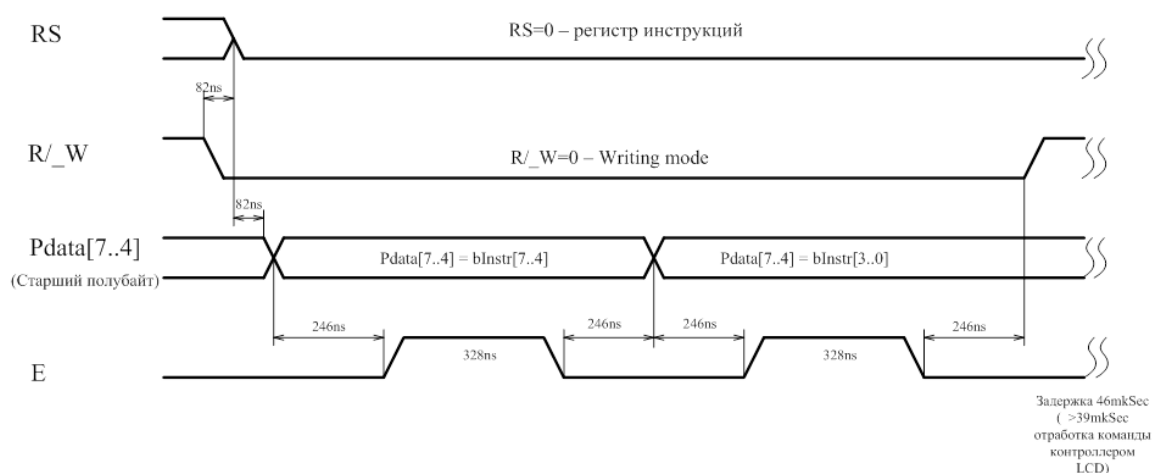 RS
RS=0 – регистр инструкций
82ns
R/_W
R/_W=0 – Writing mode
82ns
Pdata[7..4]
(Старший полубайт)
Pdata[7..4] = bInstr[7..4]
Pdata[7..4] = bInstr[3..0]
246ns
246ns
246ns
246ns
E
328ns
328ns
Задержка 46mkSec
( >39mkSec
отработка команды
контроллером
LCD)